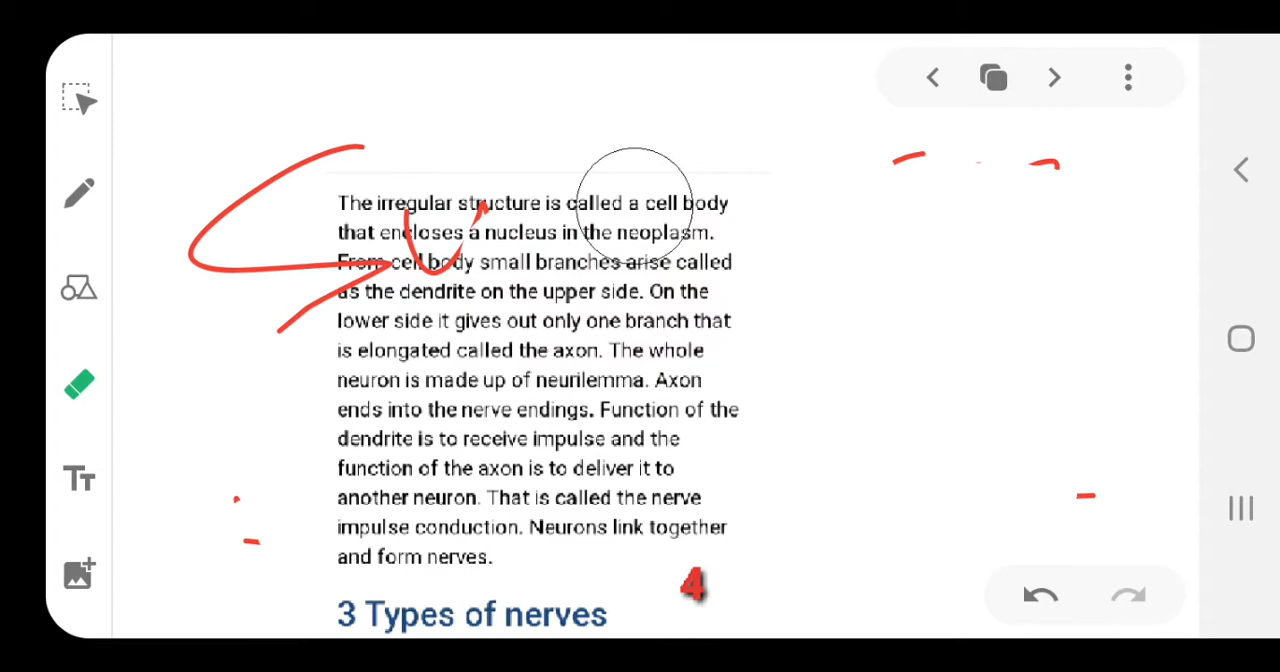 The irregular structure is called a cell body
that encloses a nucleus in the neoplasm.
From cell body small branches arise called
as the dendrite on the upper side. On the
lower side it gives out only one branch that
is elongated called the axon. The whole
neuron is made up of neurilemma. Axon
ends into the nerve endings. Function of the
dendrite is to receive impulse and the
function of the axon is to deliver it to
another neuron. That is called the nerve
impulse conduction. Neurons link together
and form nerves.
4
3 Types of nerves
TT